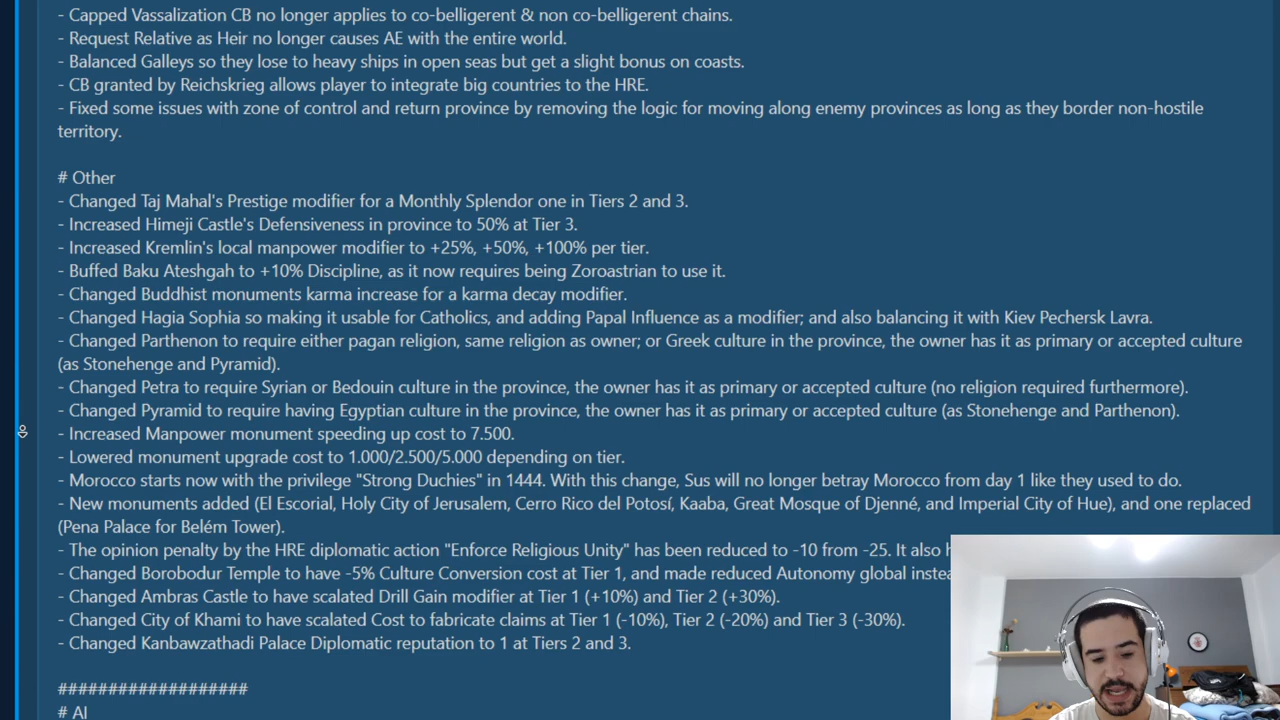 - Capped Vassalization CB no longer applies to co-belligerent & non co-belligerent chains.
- Request Relative as Heir no longer causes AE with the entire world.
- Balanced Galleys so they lose to heavy ships in open seas but get a slight bonus on coasts.
- CB granted by Reichskrieg allows player to integrate big countries to the HRE.
- Fixed some issues with zone of control and return province by removing the logic for moving along enemy provinces as long as they border non-hostile
territory.
# Other
- Changed Taj Mahal's Prestige modifier for a Monthly Splendor one in Tiers 2 and 3.
- Increased Himeji Castle's Defensiveness in province to 50% at Tier 3.
- Increased Kremlin's local manpower modifier to +25%, +50%, +100% per tier.
- Buffed Baku Ateshgah to +10% Discipline, as it now requires being Zoroastrian to use it.
- Changed Buddhist monuments karma increase for a karma decay modifier.
- Changed Hagia Sophia so making it usable for Catholics, and adding Papal Influence as a modifier; and also balancing it with Kiev Pechersk Lavra.
- Changed Parthenon to require either pagan religion, same religion as owner; or Greek culture in the province, the owner has it as primary or accepted culture
(as Stonehenge and Pyramid).
- Changed Petra to require Syrian or Bedouin culture in the province, the owner has it as primary or accepted culture (no religion required furthermore).
- Changed Pyramid to require having Egyptian culture in the province, the owner has it as primary or accepted culture (as Stonehenge and Parthenon).
- Increased Manpower monument speeding up cost to 7.500.
- Lowered monument upgrade cost to 1.000/2.500/5.000 depending on tier.
- Morocco starts now with the privilege "Strong Duchies" in 1444. With this change, Sus will no longer betray Morocco from day 1 like they used to do.
- New monuments added (El Escorial, Holy City of Jerusalem, Cerro Rico del Potosí, Kaaba, Great Mosque of Djenné, and Imperial City of Hue), and one replaced
(Pena Palace for Belém Tower).
- The opinion penalty by the HRE diplomatic action "Enforce Religious Unity" has been reduced to -10 from -25. It also
- Changed Borobodur Temple to have -5% Culture Conversion cost at Tier 1, and made reduced Autonomy global
- Changed Ambras Castle to have scalated Drill Gain modifier at Tier 1 (+10%) and Tier 2 (+30%).
- Changed City of Khami to have scalated Cost to fabricate claims at Tier 1 (-10%), Tier 2 (-20%) and Tier 3 (-30%).
- Changed Kanbawzathadi Palace Diplomatic reputation to 1 at Tiers 2 and 3.
###################
# AI